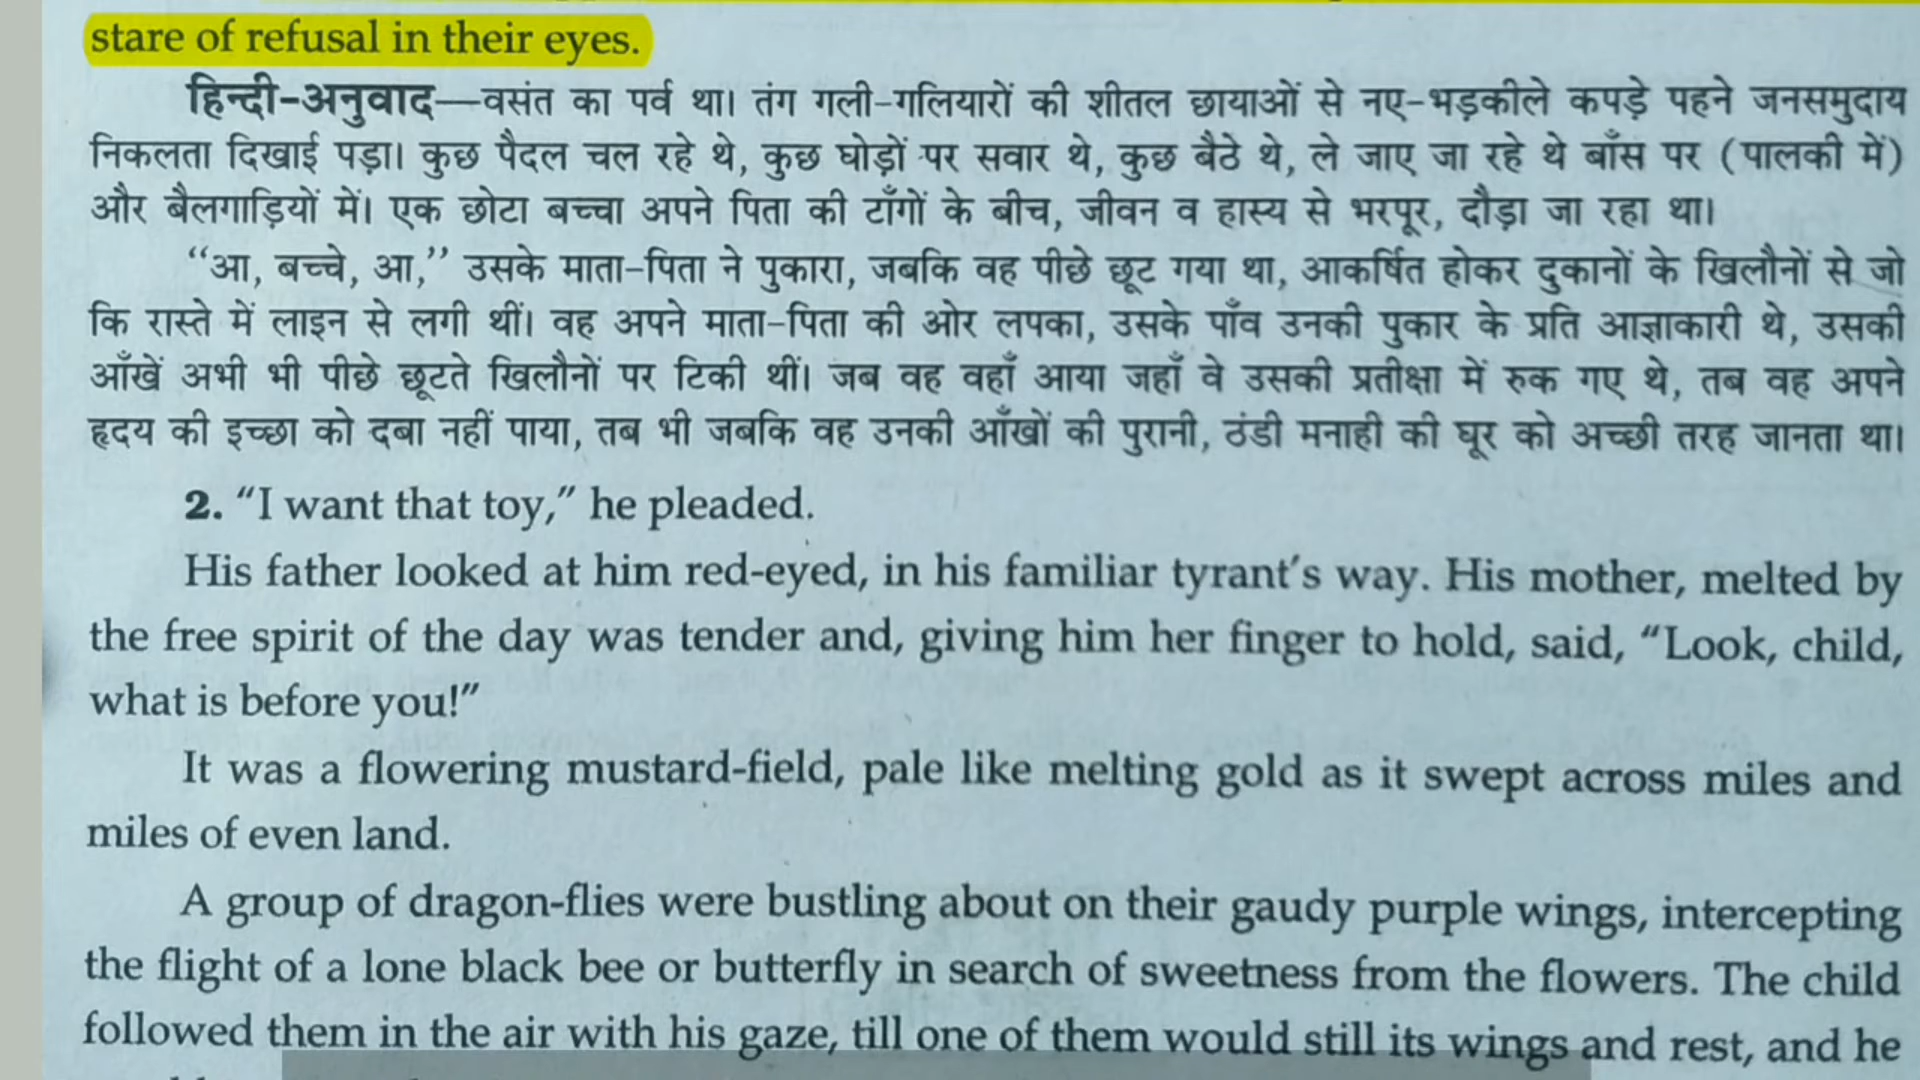 stare of refusal in their eyes.
हिन्दी-अनुवाद—वसंत का पर्व था। तंग गली-गलियारों की शीतल छायाओं से नए-भड़कीले कपड़े पहने जनसमुदाय
निकलता दिखाई पड़ा। कुछ पैदल चल रहे थे, कुछ घोड़ों पर सवार थे, कुछ बैठे थे, ले जाए जा रहे थे बाँस पर (पालकी में)
और बैलगाड़ियों में। एक छोटा बच्चा अपने पिता की टाँगों के बीच, जीवन व हास्य से भरपूर, दौड़ा जा रहा था।
“आ, बच्चे, आ,” उसके माता-पिता ने पुकारा, जबकि वह पीछे छूट गया था, आकर्षित होकर दुकानों के खिलौनों से जो
कि रास्ते में लाइन से लगी थीं। वह अपने माता-पिता की ओर लपका, उसके पाँव उनकी पुकार के प्रति आज्ञाकारी थे, उसकी
आँखें अभी भी पीछे छूटते खिलौनों पर टिकी थीं। जब वह वहाँ आया जहाँ वे उसकी प्रतीक्षा में रुक गए थे, तब वह अपने
हृदय की इच्छा को दबा नहीं पाया, तब भी जबकि वह उनकी आँखों की पुरानी, ठंडी मनाही की घूर को अच्छी तरह जानता था।
2. “I want that toy,” he pleaded.
His father looked at him red-eyed, in his familiar tyrant's way. His mother, melted by
the free spirit of the day was tender and, giving him her finger to hold, said, “Look, child,
what is before you!”
It was a flowering mustard-field, pale like melting gold as it swept across miles and
miles of even land.
A group of dragon-flies were bustling about on their gaudy purple wings, intercepting
the flight of a lone black bee or butterfly in search of sweetness from the flowers. The child
followed them in the air with his gaze, till one of them would still its wings and rest, and he